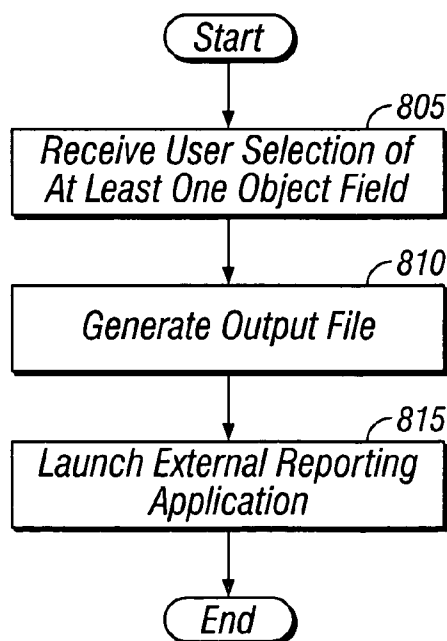 Start
805
Receive User Selection of
At Least One Object Field
810
Generate Output File
815
Launch External Reporting
Application
End